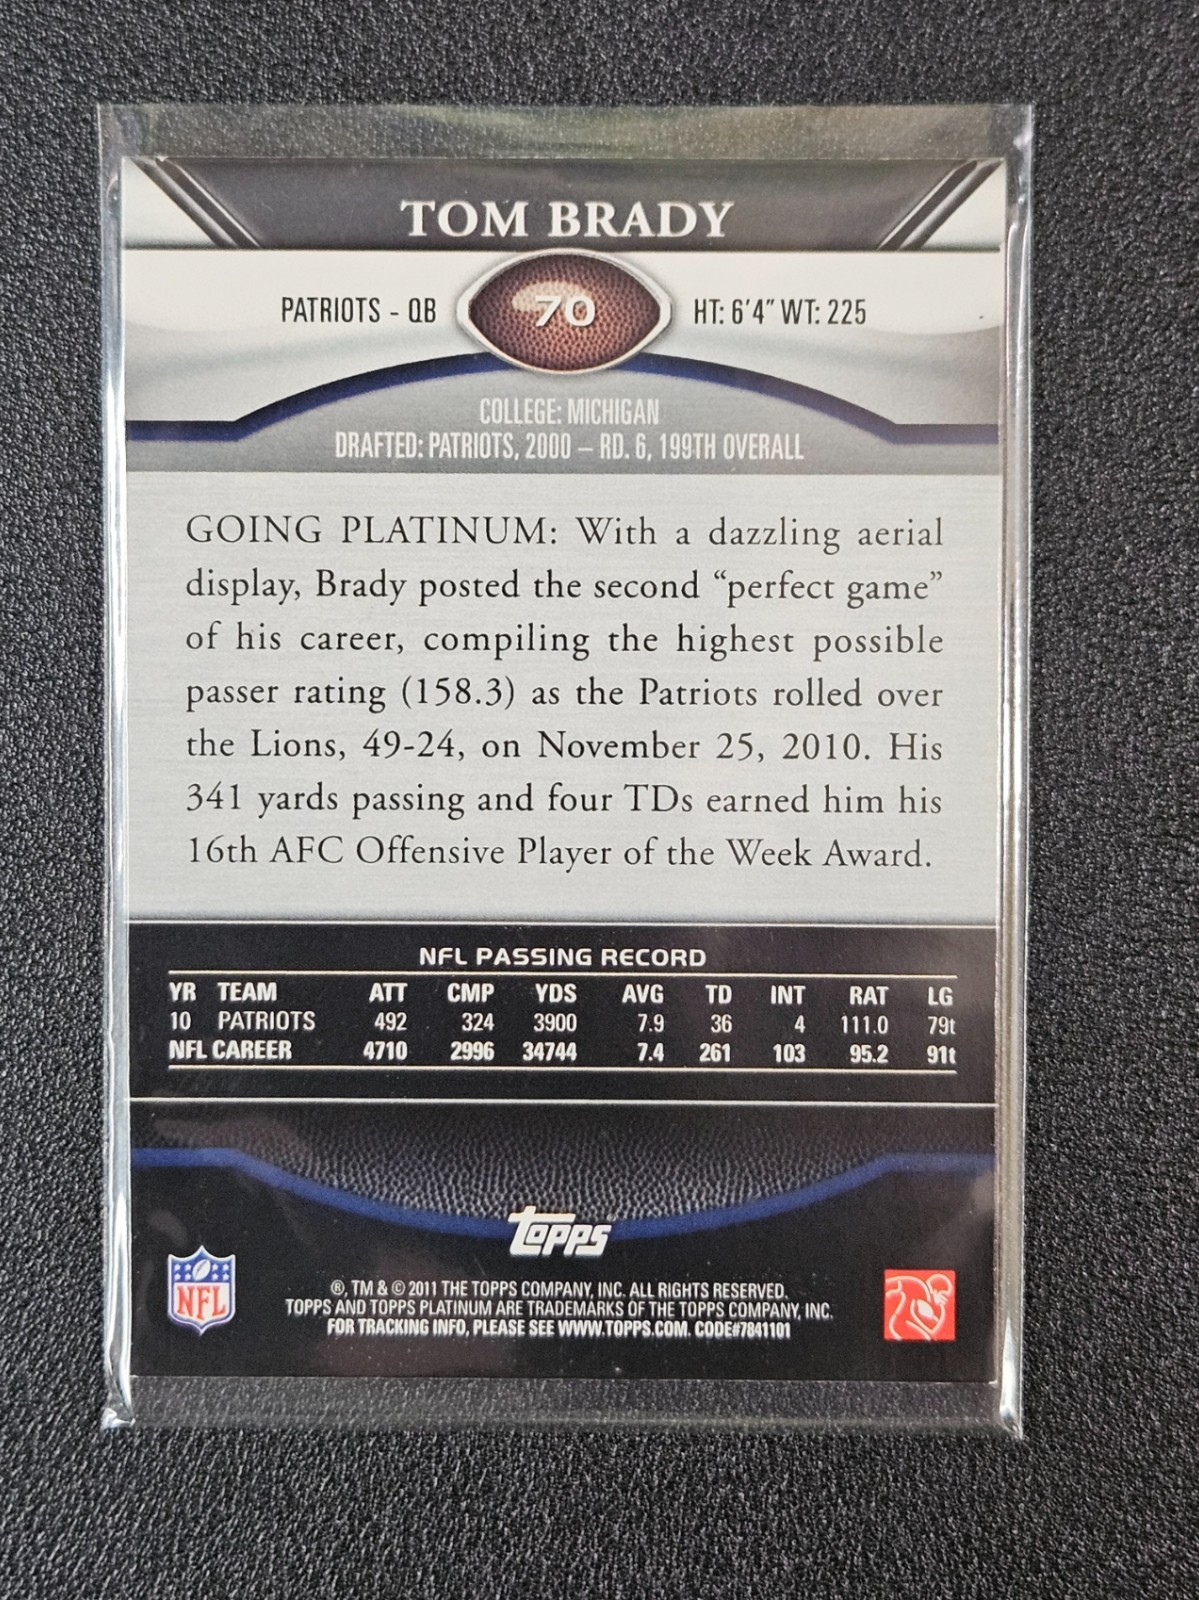 TOM BRADY
PATRIOTS - QB 70 HT: 6'4" WT: 225
COLLEGE: MICHIGAN
DRAFTED: PATRIOTS, 2000 – RD. 6, 199TH OVERALL
GOING PLATINUM: With a dazzling aerial
display, Brady posted the second “perfect game”
of his career, compiling the highest possible
passer rating (158.3) as the Patriots rolled over
the Lions, 49-24, on November 25, 2010. His
341 yards passing and four TDs earned him his
16th AFC Offensive Player of the Week Award.
NFL PASSING RECORD
YR TEAM ATT CMP YDS AVG TD INT RAT LG
10 PATRIOTS 492 324 3900 7.9 36 4 111.0 79t
NFL CAREER 4710 2996 34744 7.4 261 103 95.2 91t
topps
NFL
®, TM & © 2011 THE TOPPS COMPANY, INC. ALL RIGHTS RESERVED.
TOPPS AND TOPPS PLATINUM ARE TRADEMARKS OF THE TOPPS COMPANY, INC.
FOR TRACKING INFO, PLEASE SEE WWW.TOPPS.COM. CODE#7841101